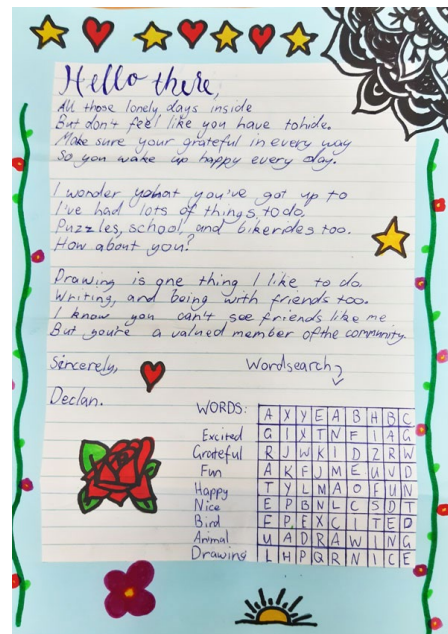 Hello there,
All those lonely days inside
But don't feel like you have to hide.
Make sure your grateful in every way
So you wake up happy every day.
I wonder what you've got up to
I've had lots of things to do.
Puzzles, school, and bikerides too.
How about you?
Drawing is one thing I like to do.
Writing, and being with friends too.
I know you can't see friends like me
But you're a valued member of the community.
Sincerely,
Declan.
Wordsearch
WORDS:
Excited
Grateful
Fun
Happy
Nice
Bird
Animal
Drawing
A X Y E A B H B C
G I X T N F I A G
R J W K I D Z R W
A K F J M E U V D
T Y L M A O F U N
E P B N L C S D T
F P E X C I T E D
U A D R A W I N G
L H P Q R N I C E